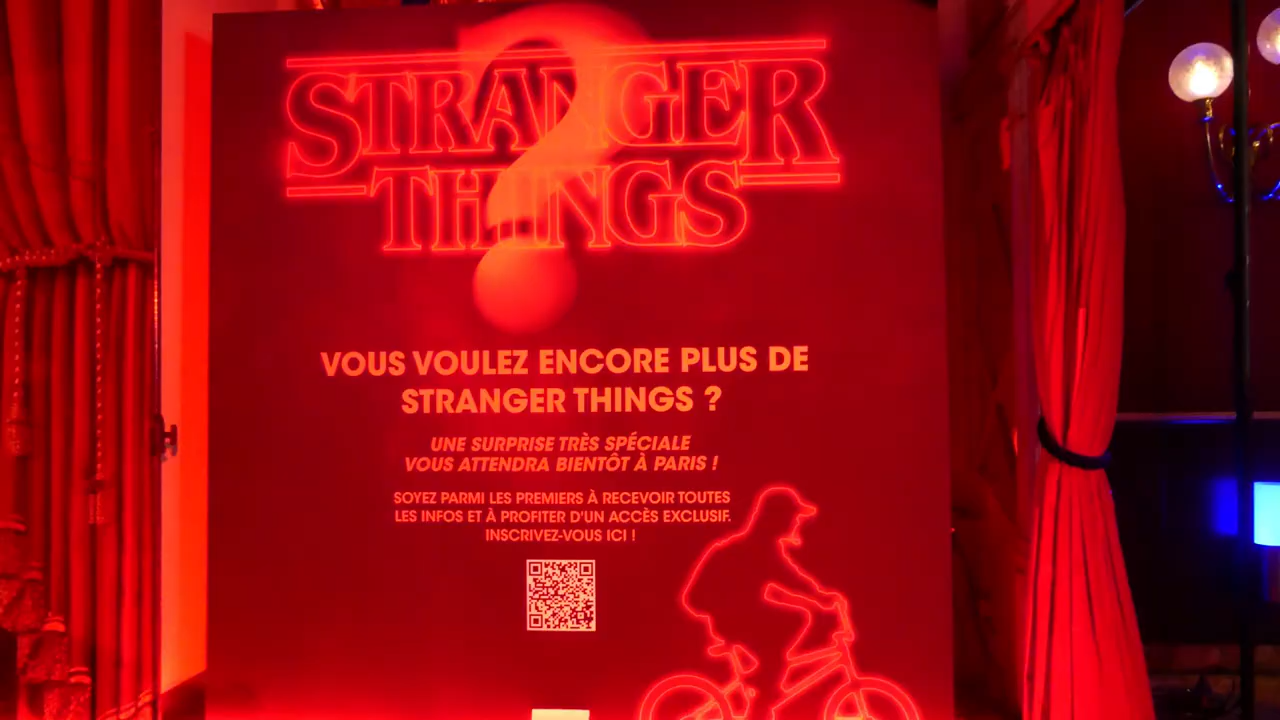 STRANGER
THINGS
?
VOUS VOULEZ ENCORE PLUS DE
STRANGER THINGS ?
UNE SURPRISE TRÈS SPÉCIALE
VOUS ATTENDRA BIENTÔT À PARIS !
SOYEZ PARMI LES PREMIERS À RECEVOIR TOUTES
LES INFOS ET À PROFITER D'UN ACCÈS EXCLUSIF.
INSCRIVEZ-VOUS ICI !